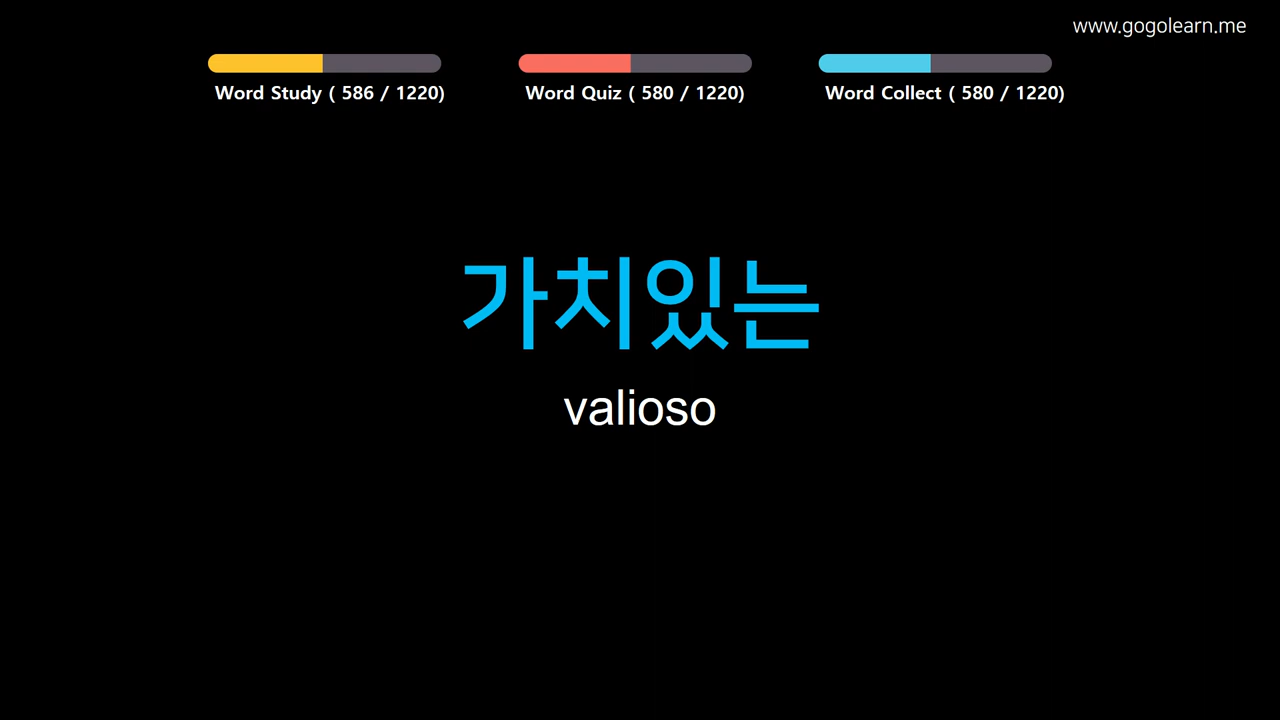 www.gogolearn.me
Word Study ( 586 / 1220)
Word Quiz ( 580 / 1220)
Word Collect ( 580 / 1220)
가치있는
valioso